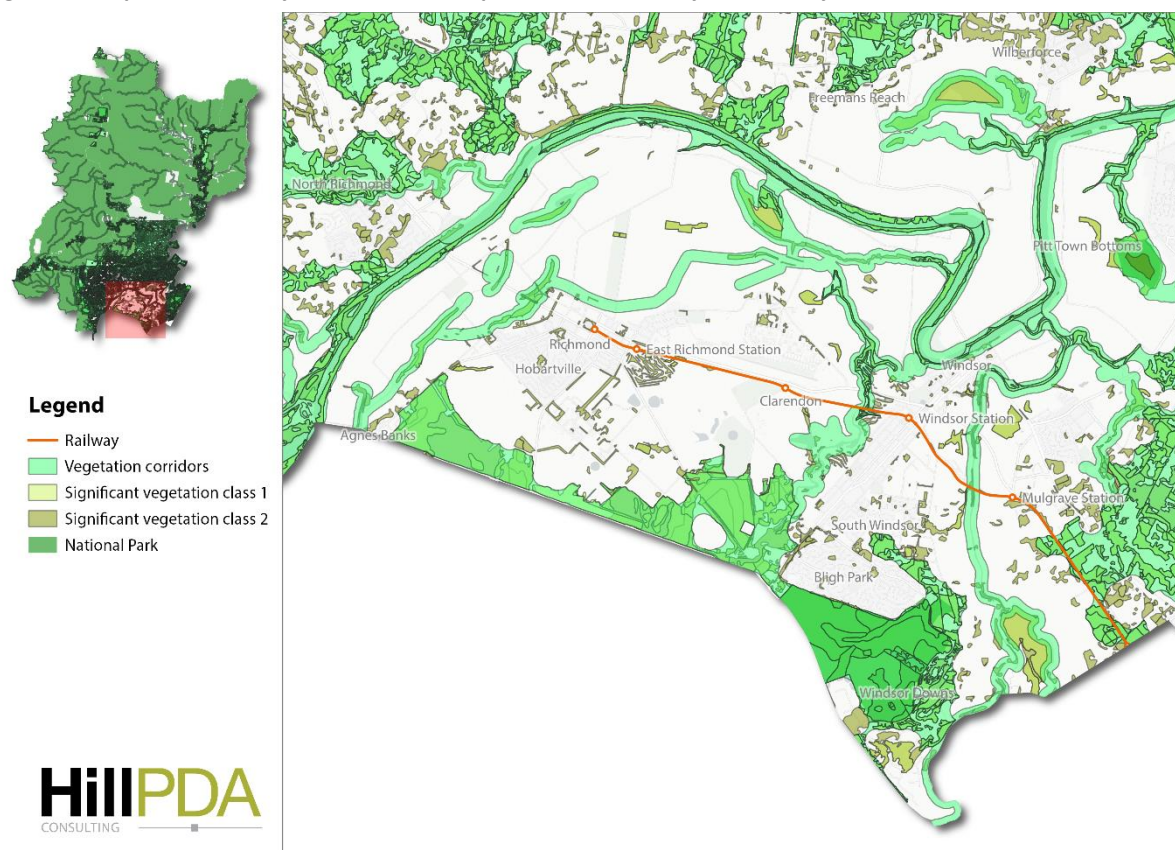 Legend
Railway
Vegetation corridors
Significant vegetation class 1
Significant vegetation class 2
National Park
HillPDA
CONSULTING
Wilberforce
Freemans Reach
North Richmond
Pitt Town Bottoms
Richmond
East Richmond Station
Hobartville
Windsor
Clarendon
Windsor Station
Agnes Banks
Mulgrave Station
South Windsor
Bligh Park
Windsor Downs